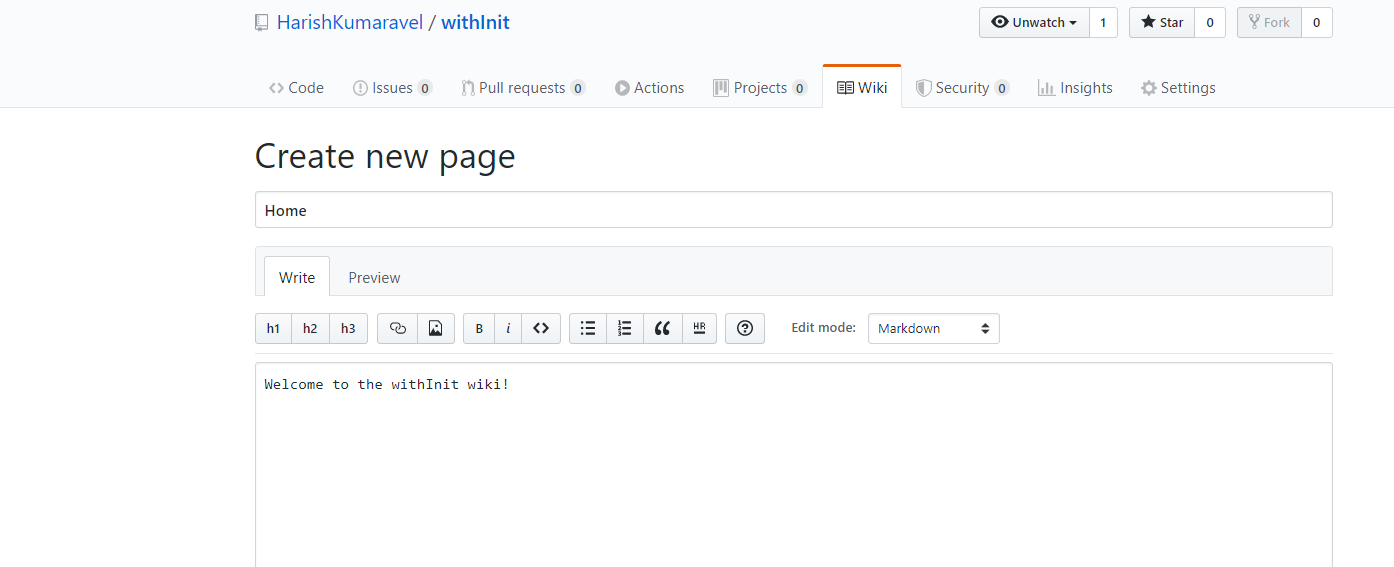 HarishKumaravel / withInit
Unwatch 1 Star 0 Fork 0
Code Issues 0 Pull requests 0 Actions Projects 0 Wiki Security 0 Insights Settings
Create new page
Home
Write Preview
h1 h2 h3 B i HR Edit mode: Markdown
Welcome to the withInit wiki!